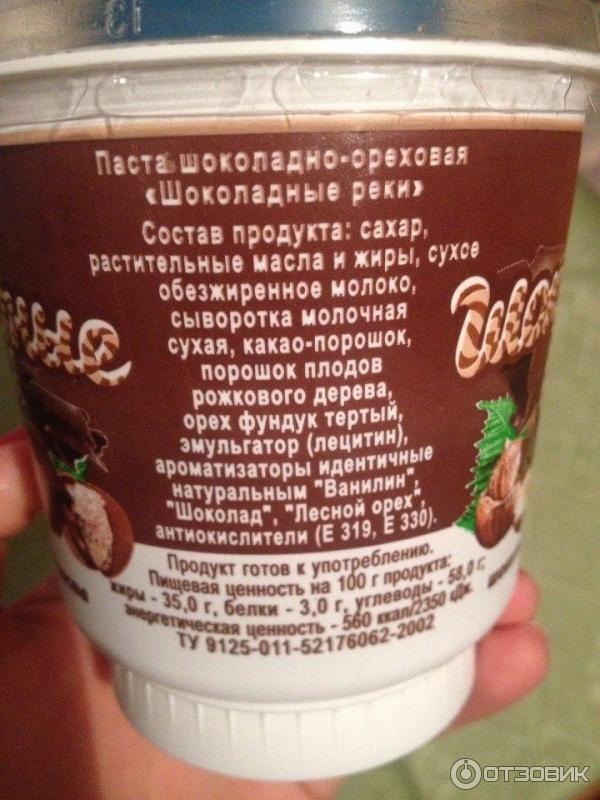 Паста шоколадно-ореховая
«Шоколадные реки»
Состав продукта: сахар,
растительные масла и жиры, сухое
обезжиренное молоко,
сыворотка молочная
сухая, какао-порошок,
порошок плодов
рожкового дерева,
орех фундук тертый,
эмульгатор (лецитин),
ароматизаторы идентичные
натуральным "Ванилин",
"Шоколад", "Лесной орех",
антиокислители (Е 319, Е 330).
Продукт готов к употреблению.
Пищевая ценность на 100 г продукта:
жиры - 35,0 г, белки - 3,0 г, углеводы - 58,0 г,
энергетическая ценность - 560 ккал/2350 кДж.
ТУ 9125-011-52176062-2002
ОТЗОВИК